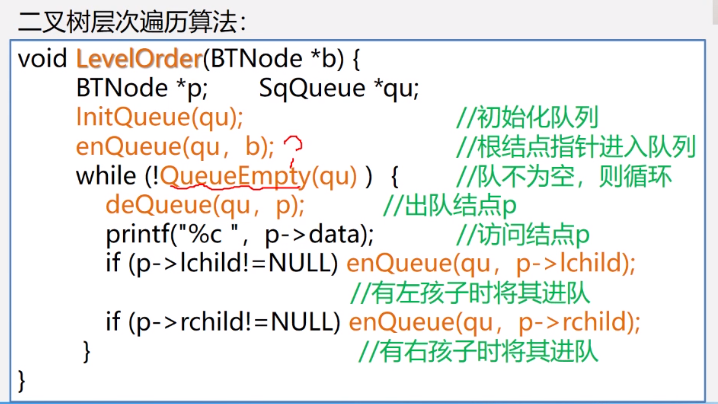 二叉树层次遍历算法：
void LevelOrder(BTNode *b) {
BTNode *p; SqQueue *qu;
InitQueue(qu); //初始化队列
enQueue(qu，b); //根结点指针进入队列
while (!QueueEmpty(qu) ) { //队不为空，则循环
deQueue(qu，p); //出队结点p
printf("%c "，p->data); //访问结点p
if (p->lchild!=NULL) enQueue(qu，p->lchild);
//有左孩子时将其进队
if (p->rchild!=NULL) enQueue(qu，p->rchild);
} //有右孩子时将其进队
}